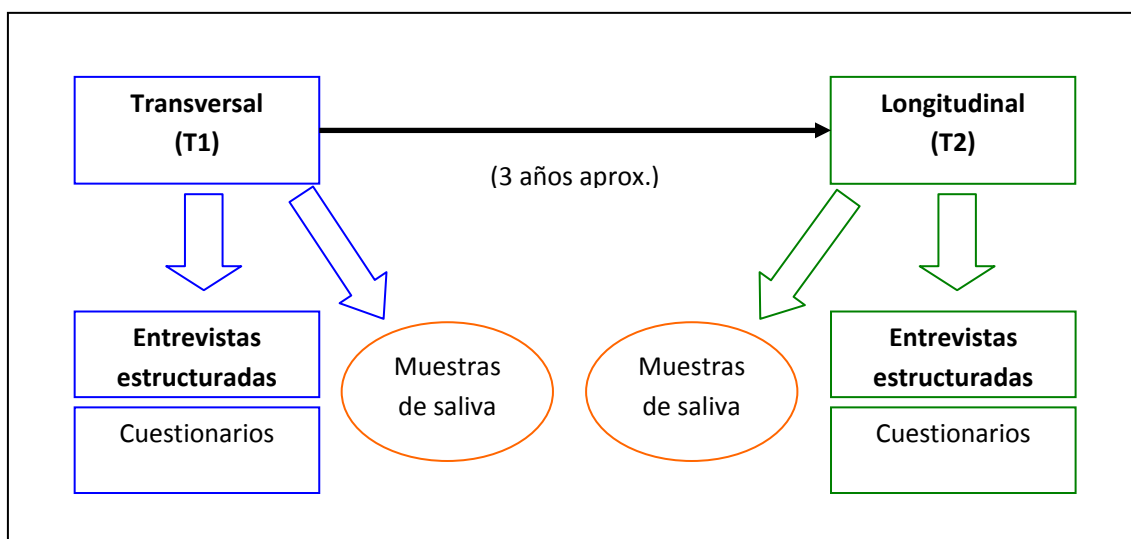 Transversal
(T1)
Longitudinal
(T2)
(3 años aprox.)
Entrevistas
estructuradas
Cuestionarios
Muestras
de saliva
Muestras
de saliva
Entrevistas
estructuradas
Cuestionarios